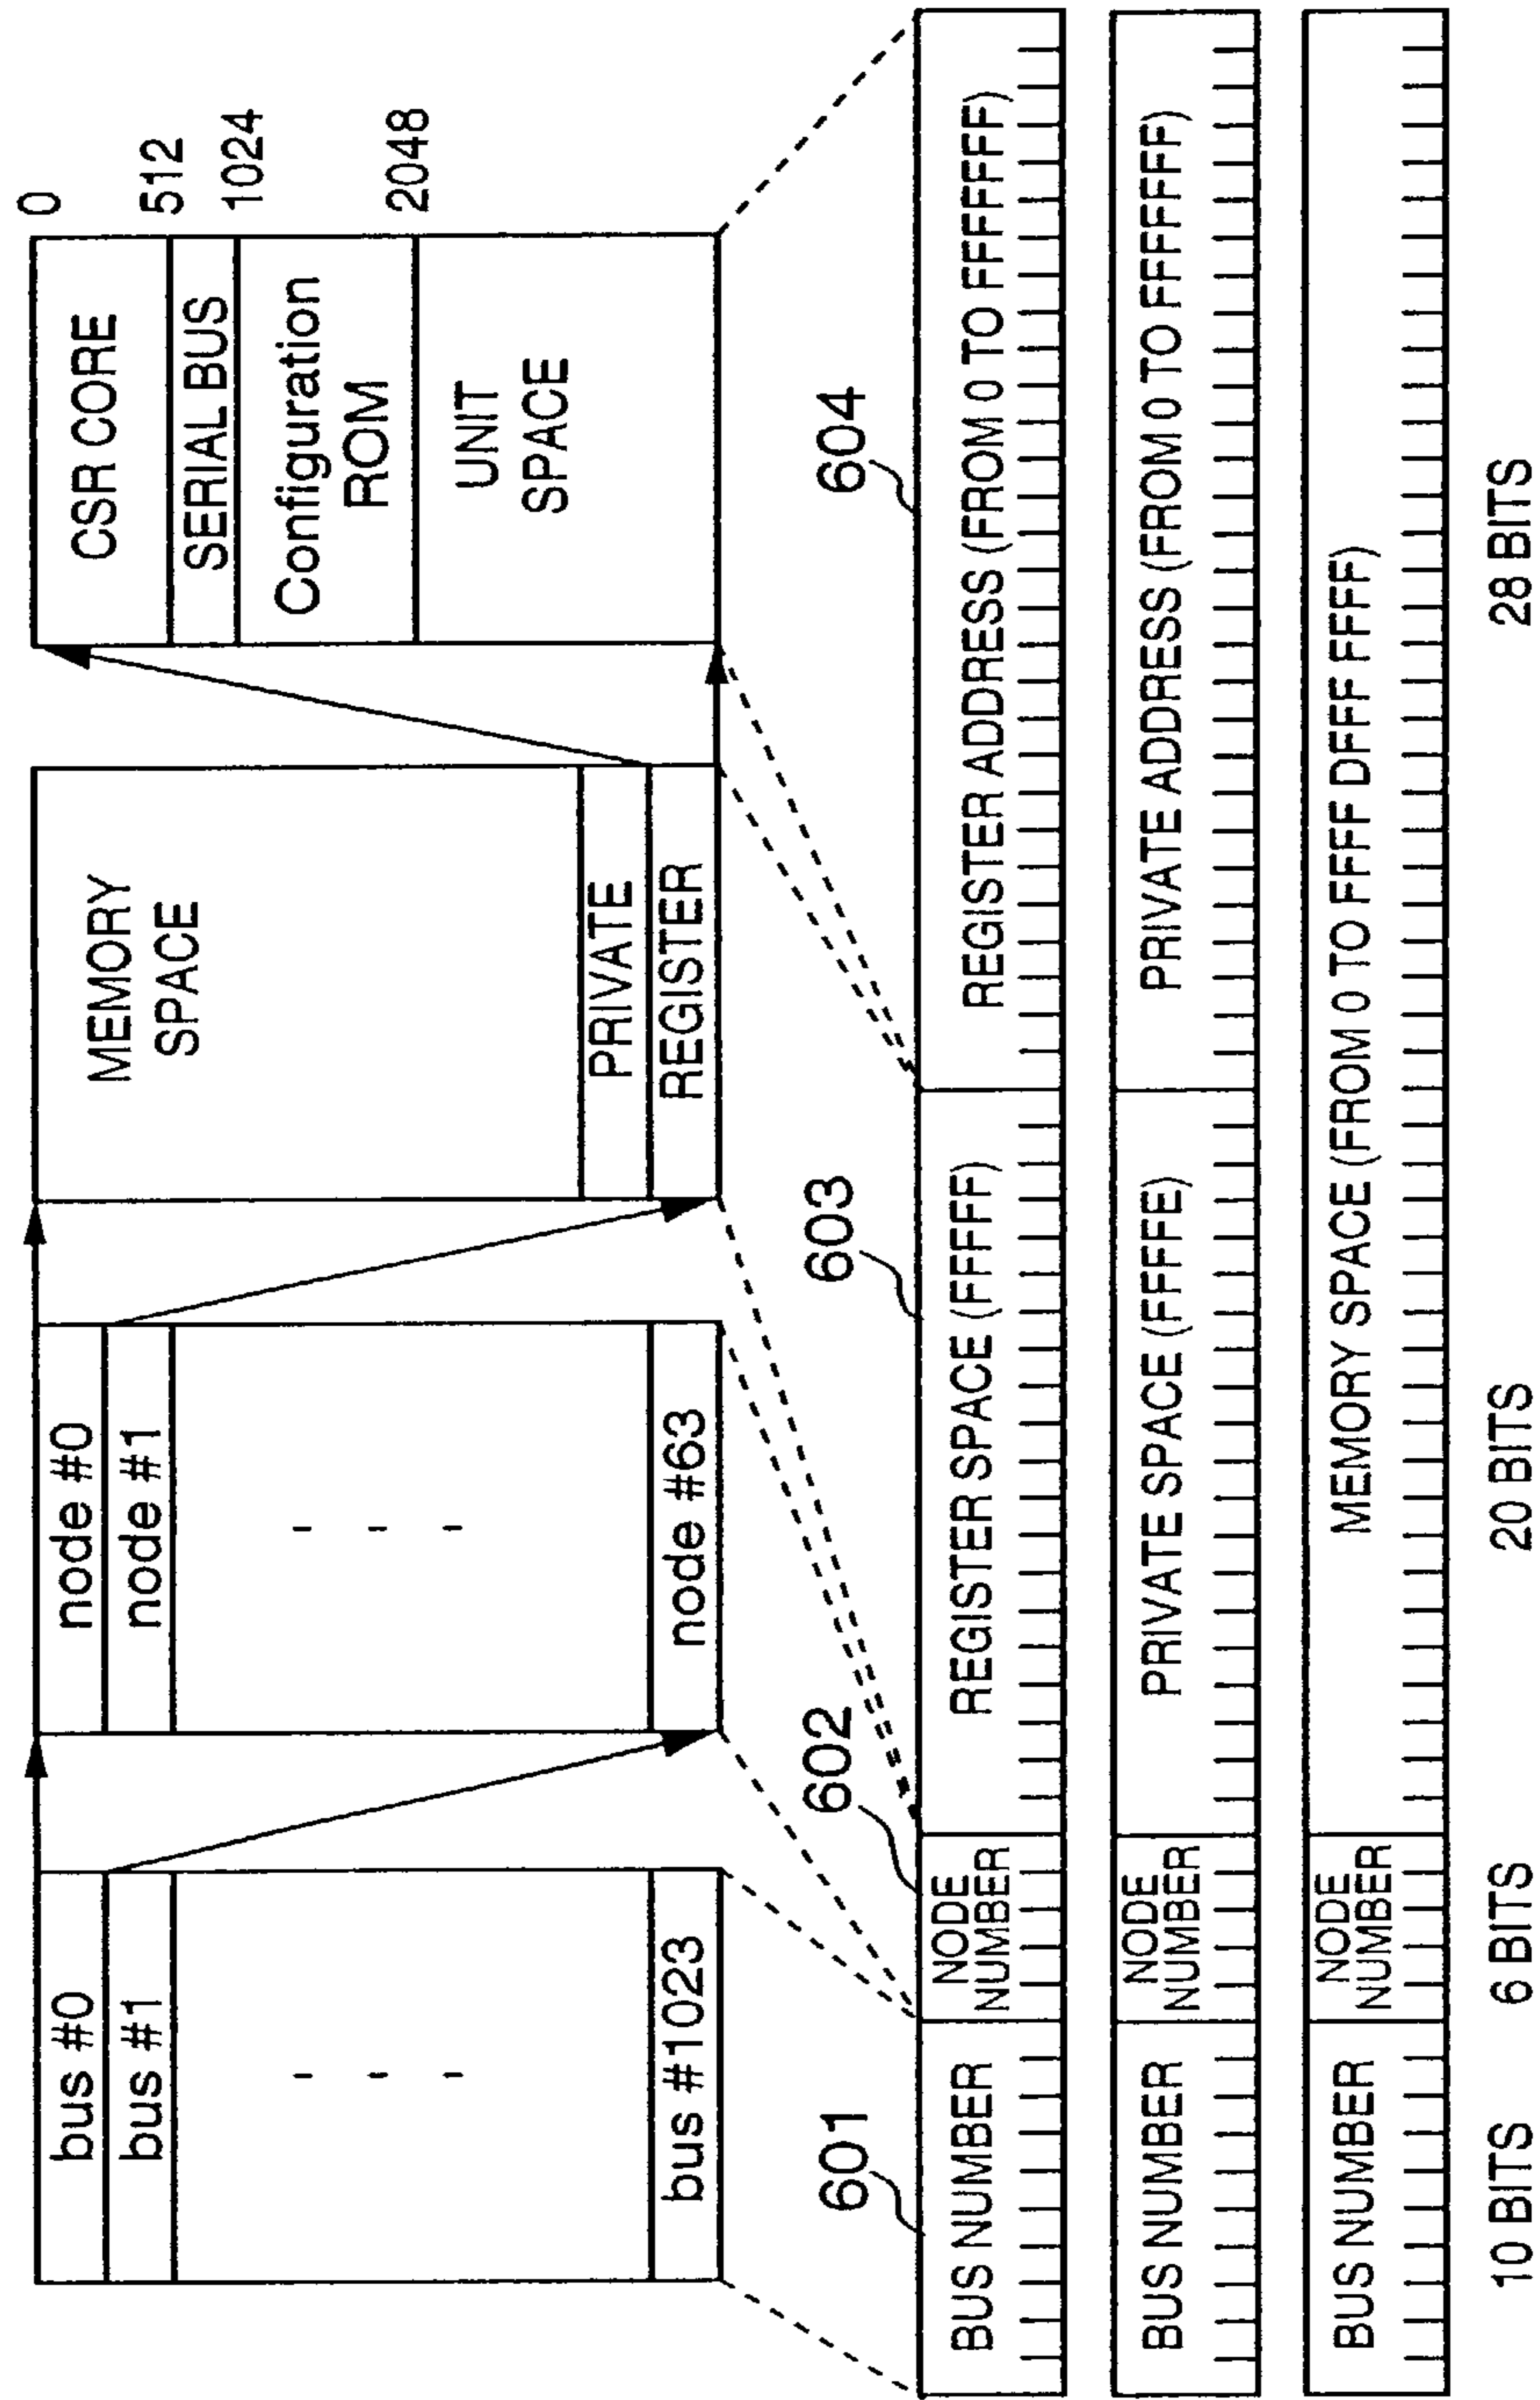 bus #0
bus #1
bus #1023
node #0
node #1
node #63
MEMORY
SPACE
PRIVATE
REGISTER
CSR CORE
SERIAL BUS
Configuration
ROM
UNIT
SPACE
0
512
1024
2048
601
602
603
604
BUS NUMBER
NODE
NUMBER
REGISTER SPACE (FFFFF)
REGISTER ADDRESS (FROM 0 TO FFFFFFF)
BUS NUMBER
NODE
NUMBER
PRIVATE SPACE (FFFFE)
PRIVATE ADDRESS (FROM 0 TO FFFFFFF)
BUS NUMBER
NODE
NUMBER
MEMORY SPACE (FROM 0 TO FFFF DFFF FFFF)
10 BITS
6 BITS
20 BITS
28 BITS